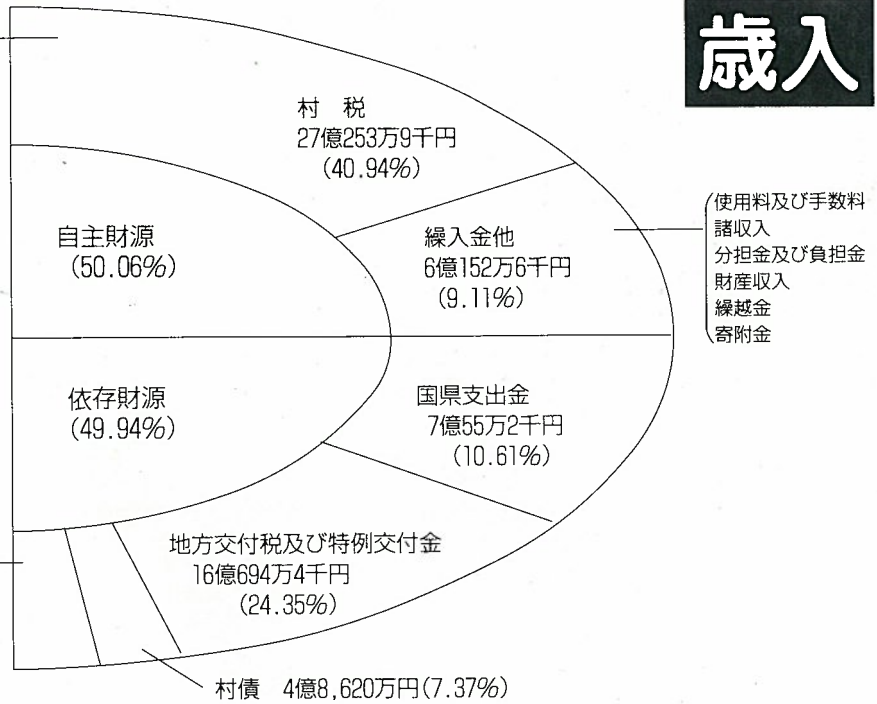 歳入
村 税
27億253万9千円
(40.94%)
自主財源
(50.06%)
繰入金他
6億152万6千円
(9.11%)
使用料及び手数料
諸収入
分担金及び負担金
財産収入
繰越金
寄附金
依存財源
(49.94%)
国県支出金
7億55万2千円
(10.61%)
地方交付税及び特例交付金
16億694万4千円
(24.35%)
村債 4億8,620万円(7.37%)